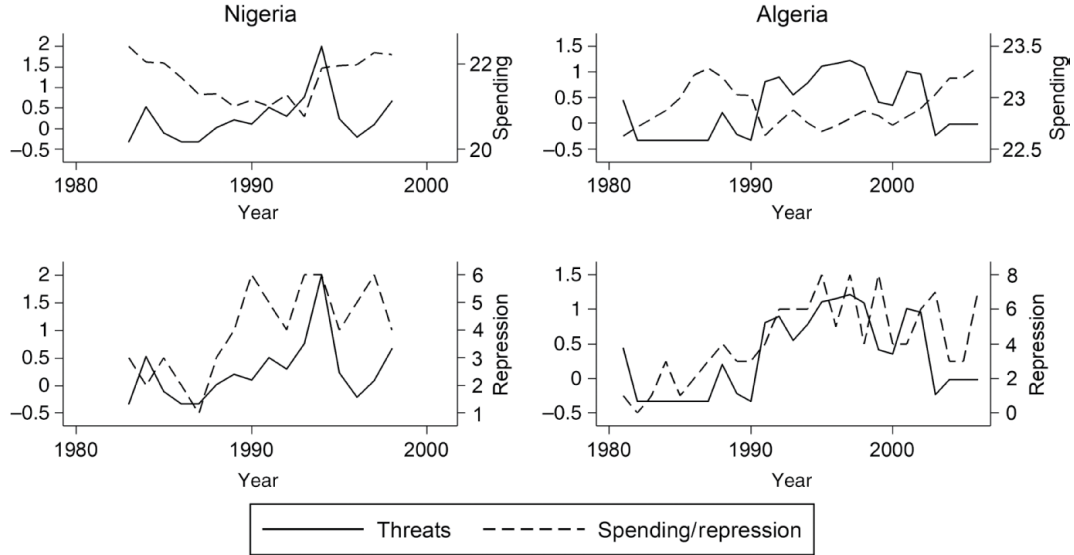 Nigeria
Algeria
2
1.5
1
0.5
0
–0.5
22
20
Spending
1980 1990 2000
Year
1.5
1
0.5
0
–0.5
23.5
23
22.5
Spending
1980 1990 2000
Year
2
1.5
1
0.5
0
–0.5
6
5
4
3
2
1
Repression
1980 1990 2000
Year
1.5
1
0.5
0
–0.5
8
6
4
2
0
Repression
1980 1990 2000
Year
Threats Spending/repression